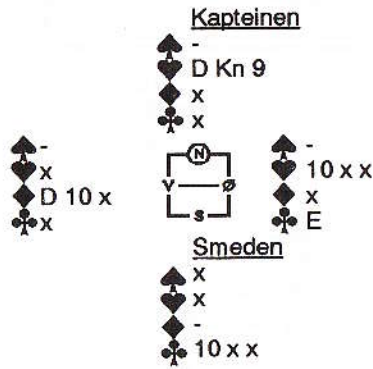 Kapteinen
♠ -
♥ D Kn 9
♦ x
♣ x
♠ -
♥ x
♦ D 10 x
♣ x
N
V Ø
S
♠ -
♥ 10 x x
♦ x
♣ E
Smeden
♠ x
♥ x
♦ -
♣ 10 x x